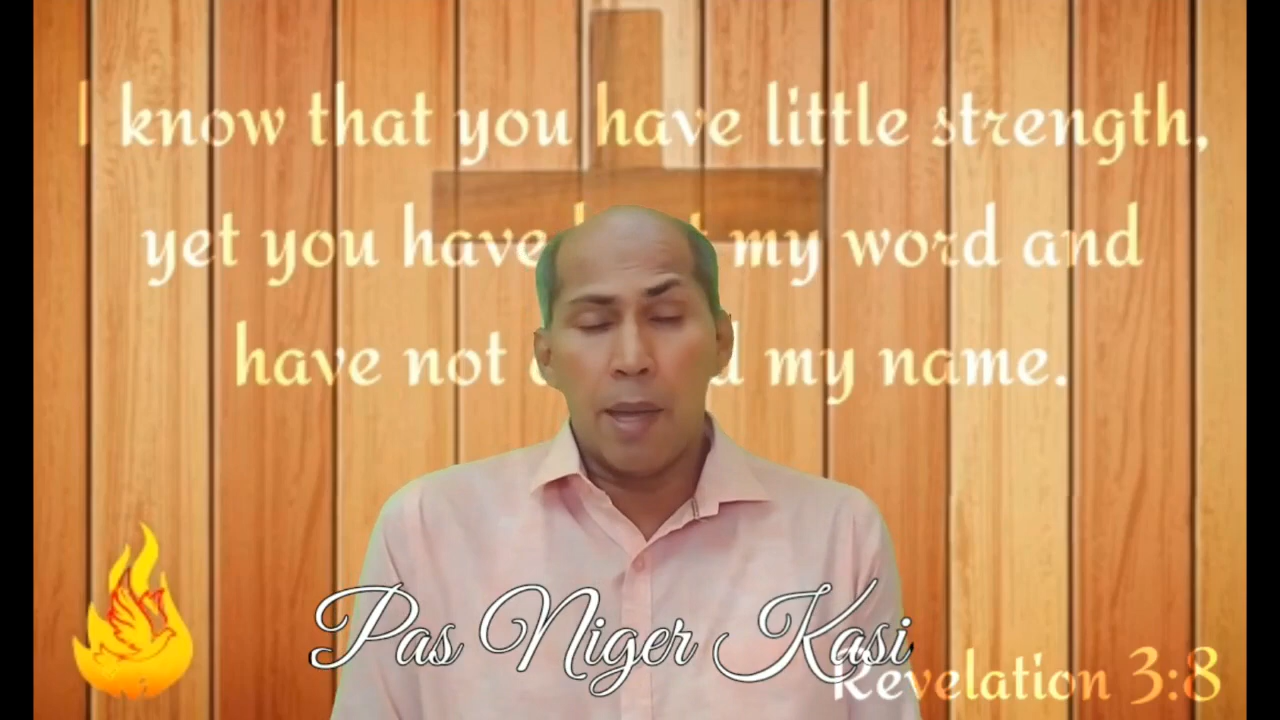 I know that you have little strength,
yet you have my word and
have not my name.
Pas Niger Kasi
Revelation 3:8